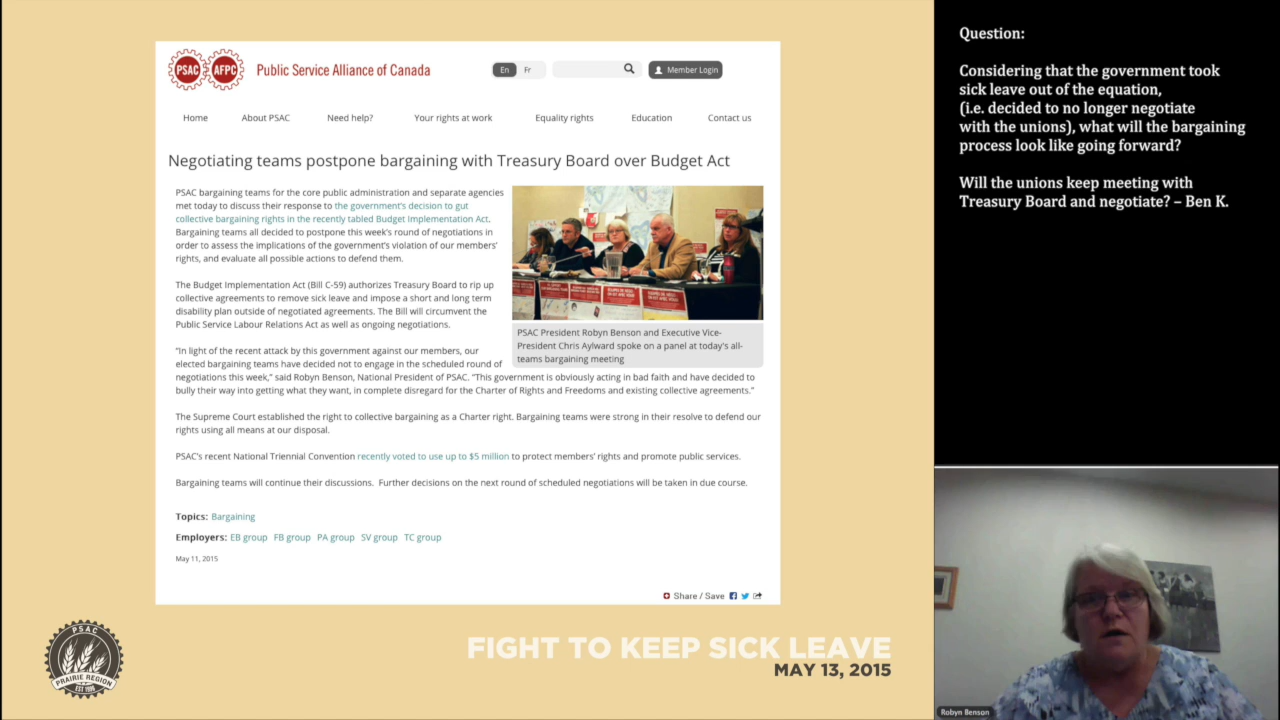 PSAC AFPC Public Service Alliance of Canada En Fr Member Login
Home About PSAC Need help? Your rights at work Equality rights Education Contact us
Negotiating teams postpone bargaining with Treasury Board over Budget Act
PSAC bargaining teams for the core public administration and separate agencies
met today to discuss their response to the government's decision to gut
collective bargaining rights in the recently tabled Budget Implementation Act.
Bargaining teams all decided to postpone this week's round of negotiations in
order to assess the implications of the government's violation of our members'
rights, and evaluate all possible actions to defend them.
The Budget Implementation Act (Bill C-59) authorizes Treasury Board to rip up
collective agreements to remove sick leave and impose a short and long term
disability plan outside of negotiated agreements. The Bill will circumvent the
Public Service Labour Relations Act as well as ongoing negotiations.
PSAC President Robyn Benson and Executive Vice-
President Chris Aylward spoke on a panel at today's all-
teams bargaining meeting
"In light of the recent attack by this government against our members, our
elected bargaining teams have decided not to engage in the scheduled round of
negotiations this week," said Robyn Benson, National President of PSAC. "This government is obviously acting in bad faith and have decided to
bully their way into getting what they want, in complete disregard for the Charter of Rights and Freedoms and existing collective agreements."
The Supreme Court established the right to collective bargaining as a Charter right. Bargaining teams were strong in their resolve to defend our
rights using all means at our disposal.
PSAC's recent National Triennial Convention recently voted to use up to $5 million to protect members' rights and promote public services.
Bargaining teams will continue their discussions. Further decisions on the next round of scheduled negotiations will be taken in due course.
Topics: Bargaining
Employers: EB group FB group PA group SV group TC group
May 11, 2015
Share / Save
PSAC
PRAIRIE REGION
EST 1996
FIGHT TO KEEP SICK LEAVE
MAY 13, 2015
Question:
Considering that the government took
sick leave out of the equation,
(i.e. decided to no longer negotiate
with the unions), what will the bargaining
process look like going forward?
Will the unions keep meeting with
Treasury Board and negotiate? – Ben K.
Robyn Benson